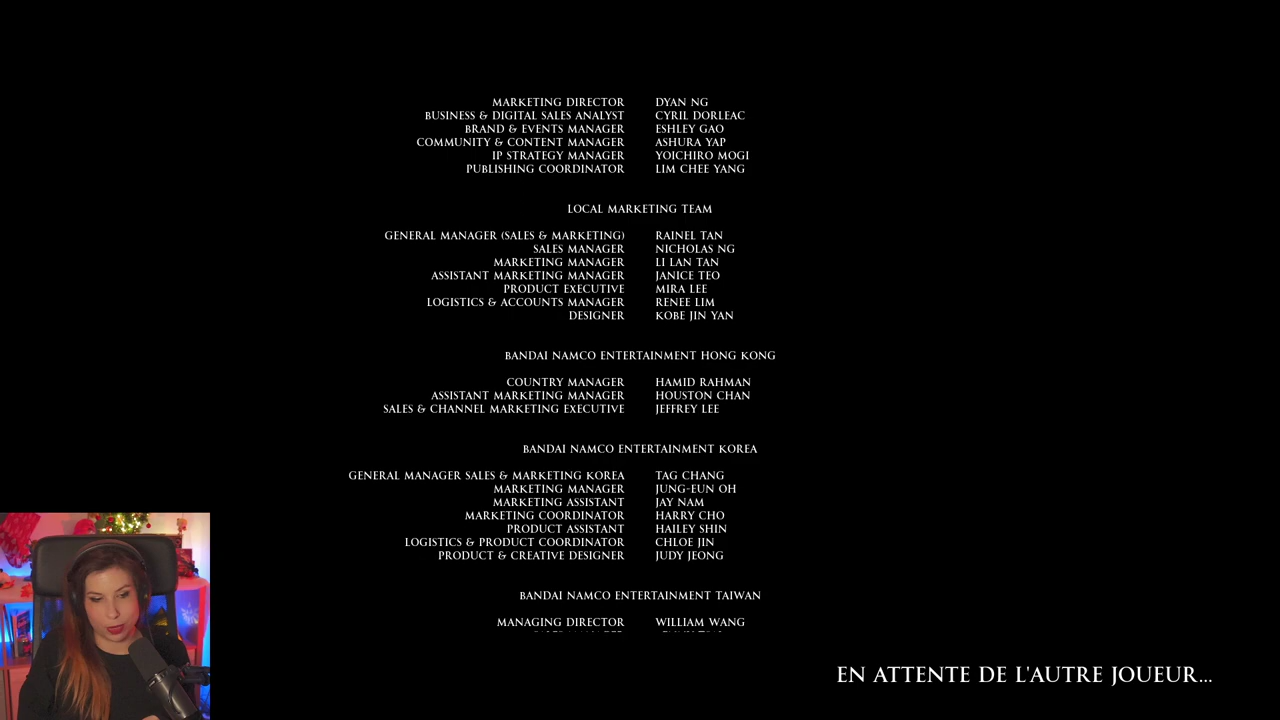 MARKETING DIRECTOR DYAN NG
BUSINESS & DIGITAL SALES ANALYST CYRIL DORLEAC
BRAND & EVENTS MANAGER ESHLEY GAO
COMMUNITY & CONTENT MANAGER ASHURA YAP
IP STRATEGY MANAGER YOICHIRO MOGI
PUBLISHING COORDINATOR LIM CHEE YANG
LOCAL MARKETING TEAM
GENERAL MANAGER (SALES & MARKETING) RAINEL TAN
SALES MANAGER NICHOLAS NG
MARKETING MANAGER LI LAN TAN
ASSISTANT MARKETING MANAGER JANICE TEO
PRODUCT EXECUTIVE MIRA LEE
LOGISTICS & ACCOUNTS MANAGER RENEE LIM
DESIGNER KOBE JIN YAN
BANDAI NAMCO ENTERTAINMENT HONG KONG
COUNTRY MANAGER HAMID RAHMAN
ASSISTANT MARKETING MANAGER HOUSTON CHAN
SALES & CHANNEL MARKETING EXECUTIVE JEFFREY LEE
BANDAI NAMCO ENTERTAINMENT KOREA
GENERAL MANAGER SALES & MARKETING KOREA TAG CHANG
MARKETING MANAGER JUNG-EUN OH
MARKETING ASSISTANT JAY NAM
MARKETING COORDINATOR HARRY CHO
PRODUCT ASSISTANT HAILEY SHIN
LOGISTICS & PRODUCT COORDINATOR CHLOE JIN
PRODUCT & CREATIVE DESIGNER JUDY JEONG
BANDAI NAMCO ENTERTAINMENT TAIWAN
MANAGING DIRECTOR WILLIAM WANG
EN ATTENTE DE L'AUTRE JOUEUR...